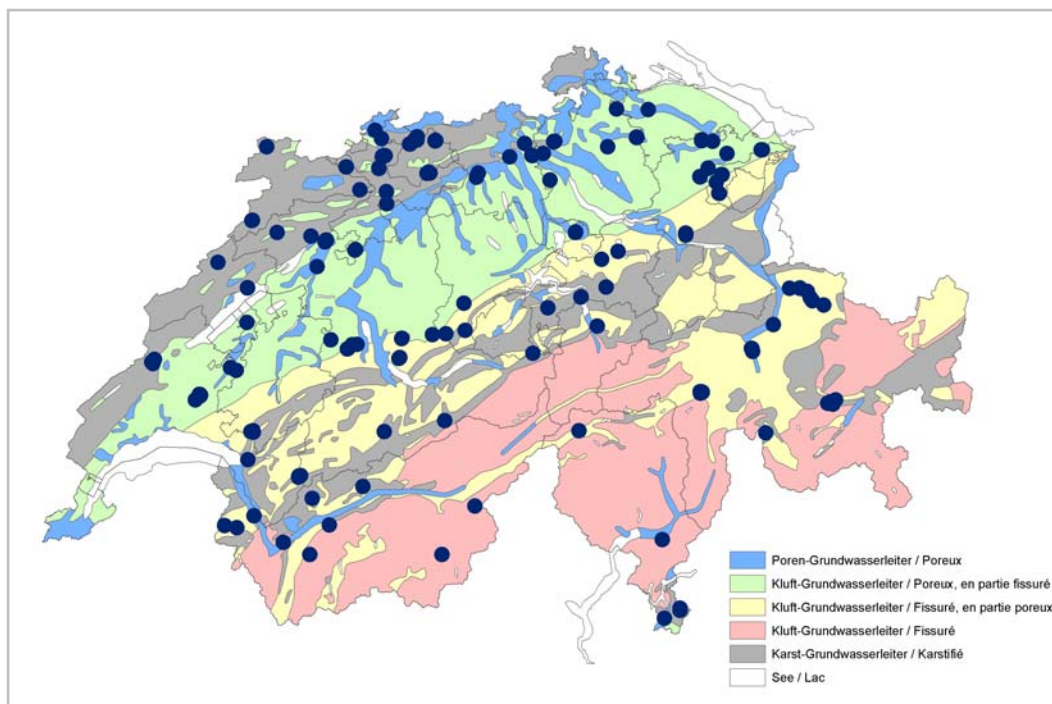 Poren-Grundwasserleiter / Poreux
Kluft-Grundwasserleiter / Poreux, en partie fissuré
Kluft-Grundwasserleiter / Fissuré, en partie poreux
Kluft-Grundwasserleiter / Fissuré
Karst-Grundwasserleiter / Karstifié
See / Lac